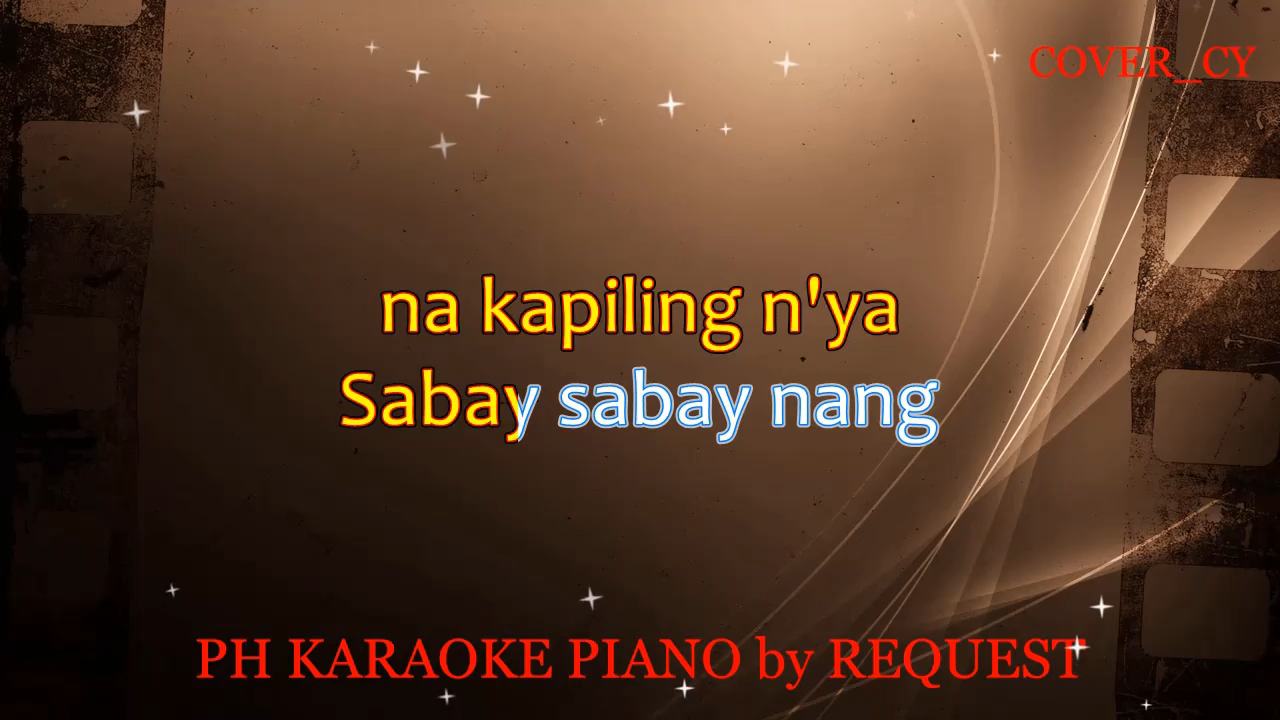 COVER_CY
na kapiling n'ya
Sabay sabay nang
PH KARAOKE PIANO by REQUEST